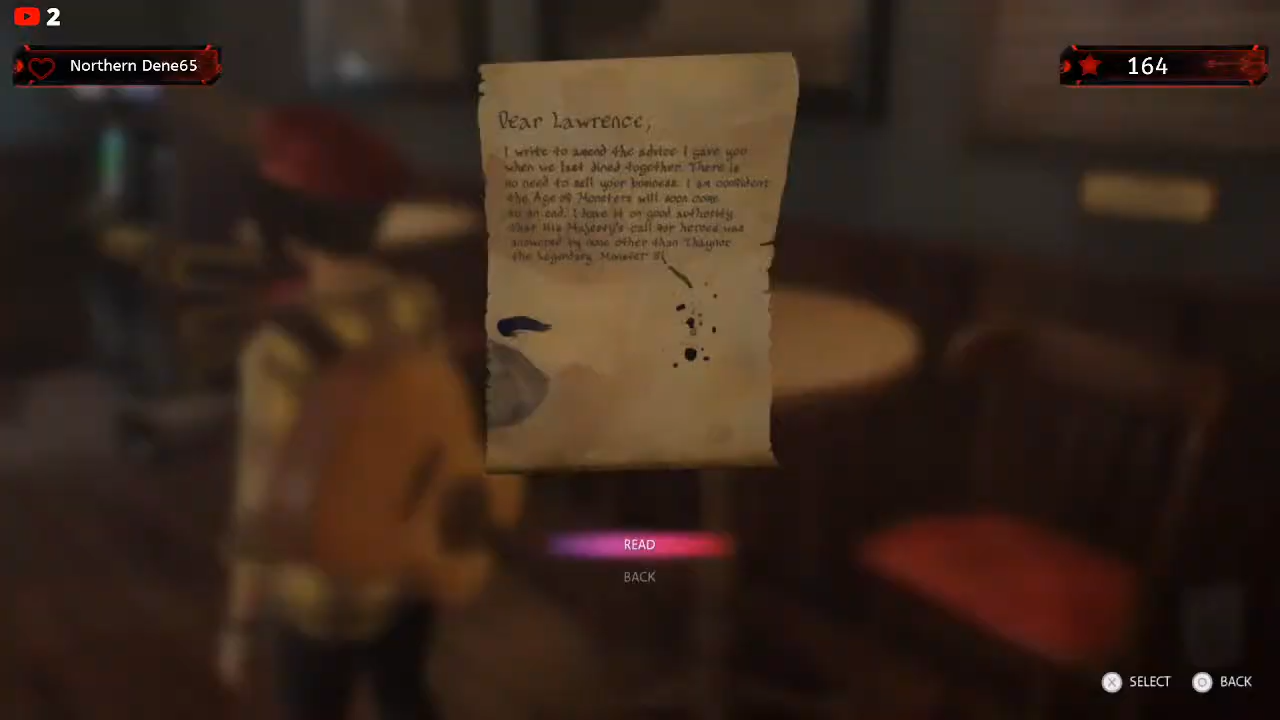 2
Northern Dene65
164
Dear Lawrence,
I write to amend the advice I gave you
when we last dined together. There is
no need to sell your business. I am confident
the Age of Monsters will soon come
to an end. I have it on good authority
that His Majesty's call for heroes was
answered by none other than Thaynor
the Legendary Monster Sl
READ
BACK
SELECT
BACK